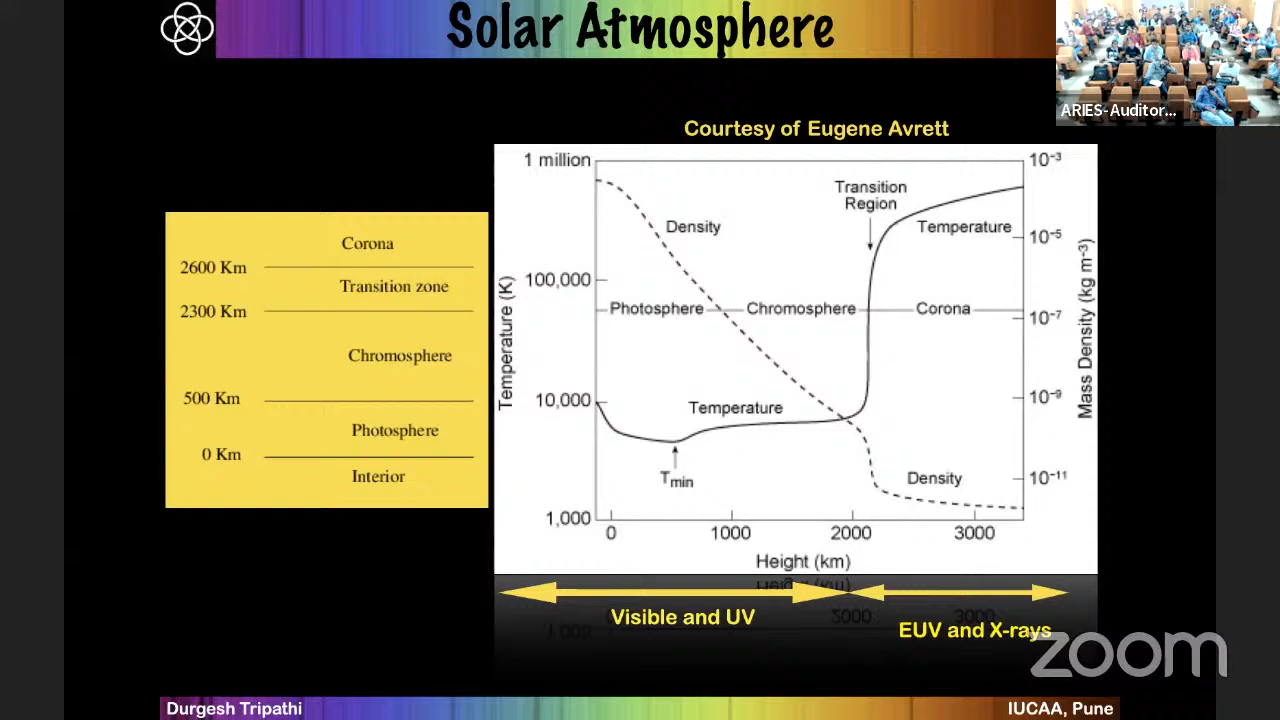 Solar Atmosphere
ARIES-Auditor...
Courtesy of Eugene Avrett
Corona
2600 Km
Transition zone
2300 Km
Chromosphere
500 Km
Photosphere
0 Km
Interior
1 million
100,000
10,000
1,000
Temperature (K)
Density
Transition
Region
Temperature
Photosphere
Chromosphere
Corona
Temperature
Tmin
Density
10⁻³
10⁻⁵
10⁻⁷
10⁻⁹
10⁻¹¹
Mass Density (kg m⁻³)
0 1000 2000 3000
Height (km)
Visible and UV
EUV and X-rays
zoom
Durgesh Tripathi
IUCAA, Pune